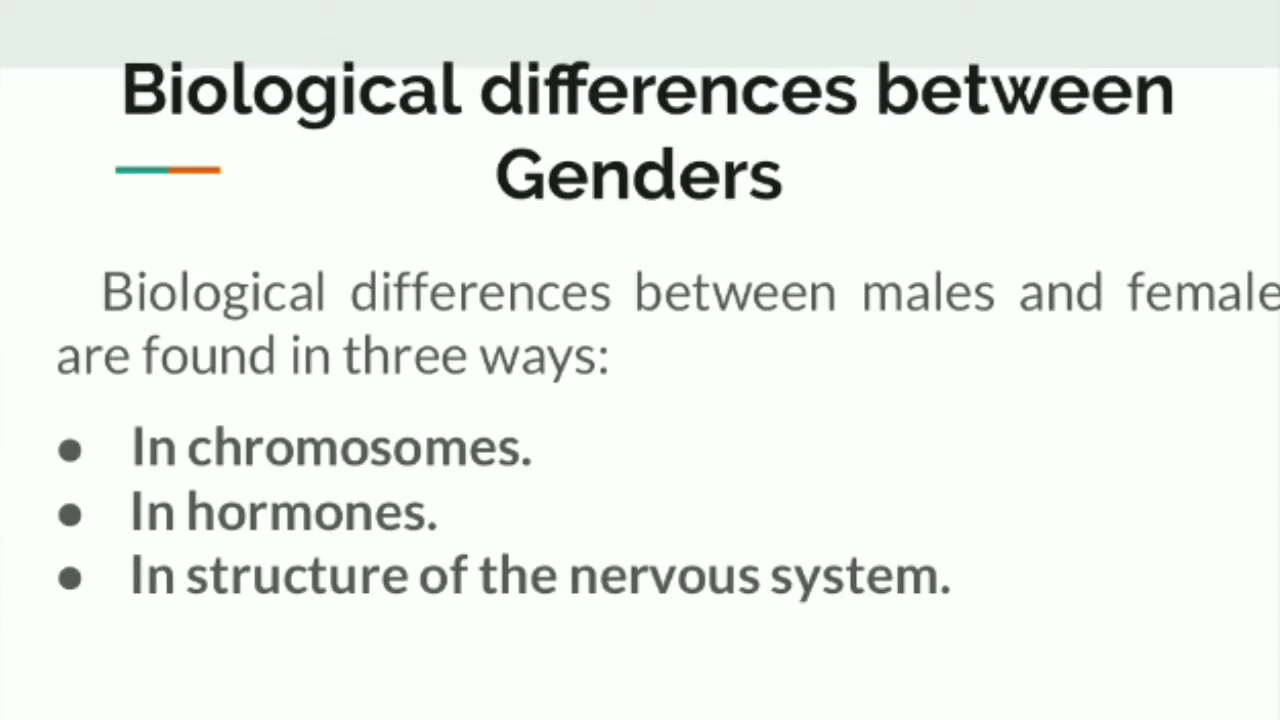 Biological differences between
Genders
Biological differences between males and female
are found in three ways:
● In chromosomes.
● In hormones.
● In structure of the nervous system.